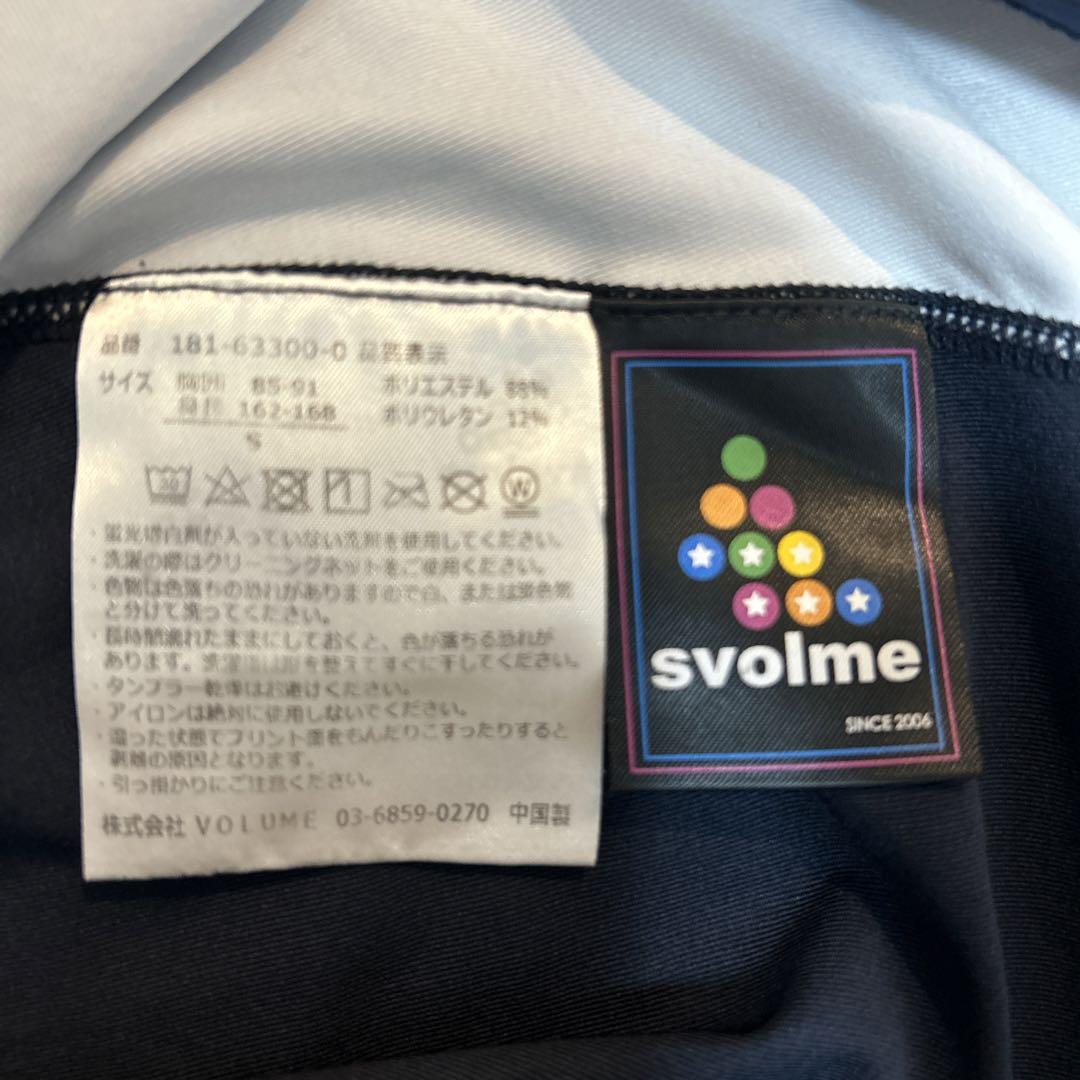 品番 181-63300-0 品質表示
サイズ 胸囲 85-91 ポリエステル 88%
身長 162-168 ポリウレタン 12%
S
30 1 W
・蛍光増白剤が入っていない洗剤を使用してください。
・洗濯の際はクリーニングネットをご使用ください。
・色物は色落ちの恐れがありますので白、または淡色物
と分けて洗ってください。
・長時間濡れたままにしておくと、色が落ちる恐れが
あります。洗濯後は形を整えてすぐに干してください。
・タンブラー乾燥はお避けください。
・アイロンは絶対に使用しないでください。
・湿った状態でプリント面をもんだりこすったりすると
剥離の原因となります。
・引っ掛かりにご注意ください。
株式会社 VOLUME 03-6859-0270 中国製
svolme
SINCE 2006